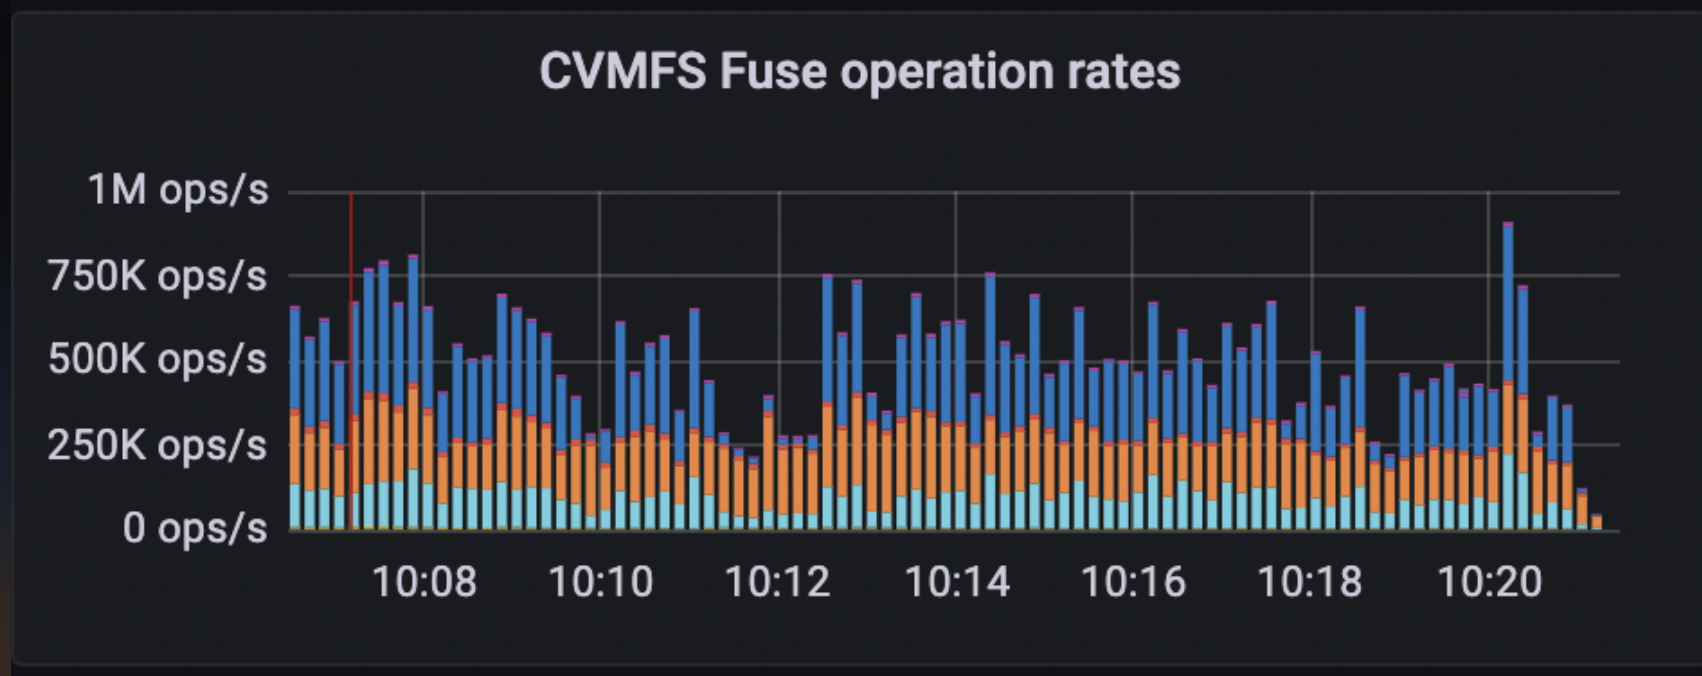 CVMFS Fuse operation rates
1M ops/s
750K ops/s
500K ops/s
250K ops/s
0 ops/s
10:08 10:10 10:12 10:14 10:16 10:18 10:20